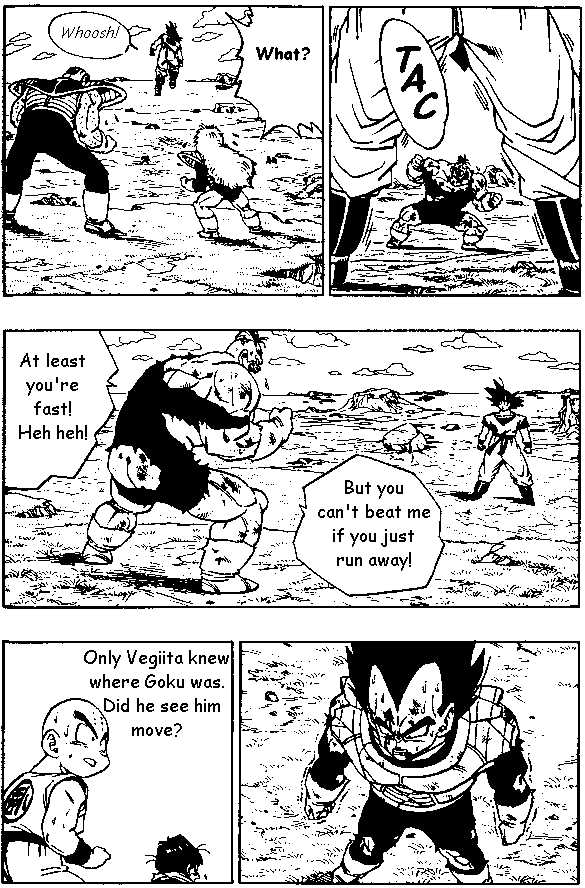 Whoosh!
What?
TAC
At least
you're
fast!
Heh heh!
But you
can't beat me
if you just
run away!
Only Vegiita knew
where Goku was.
Did he see him
move?